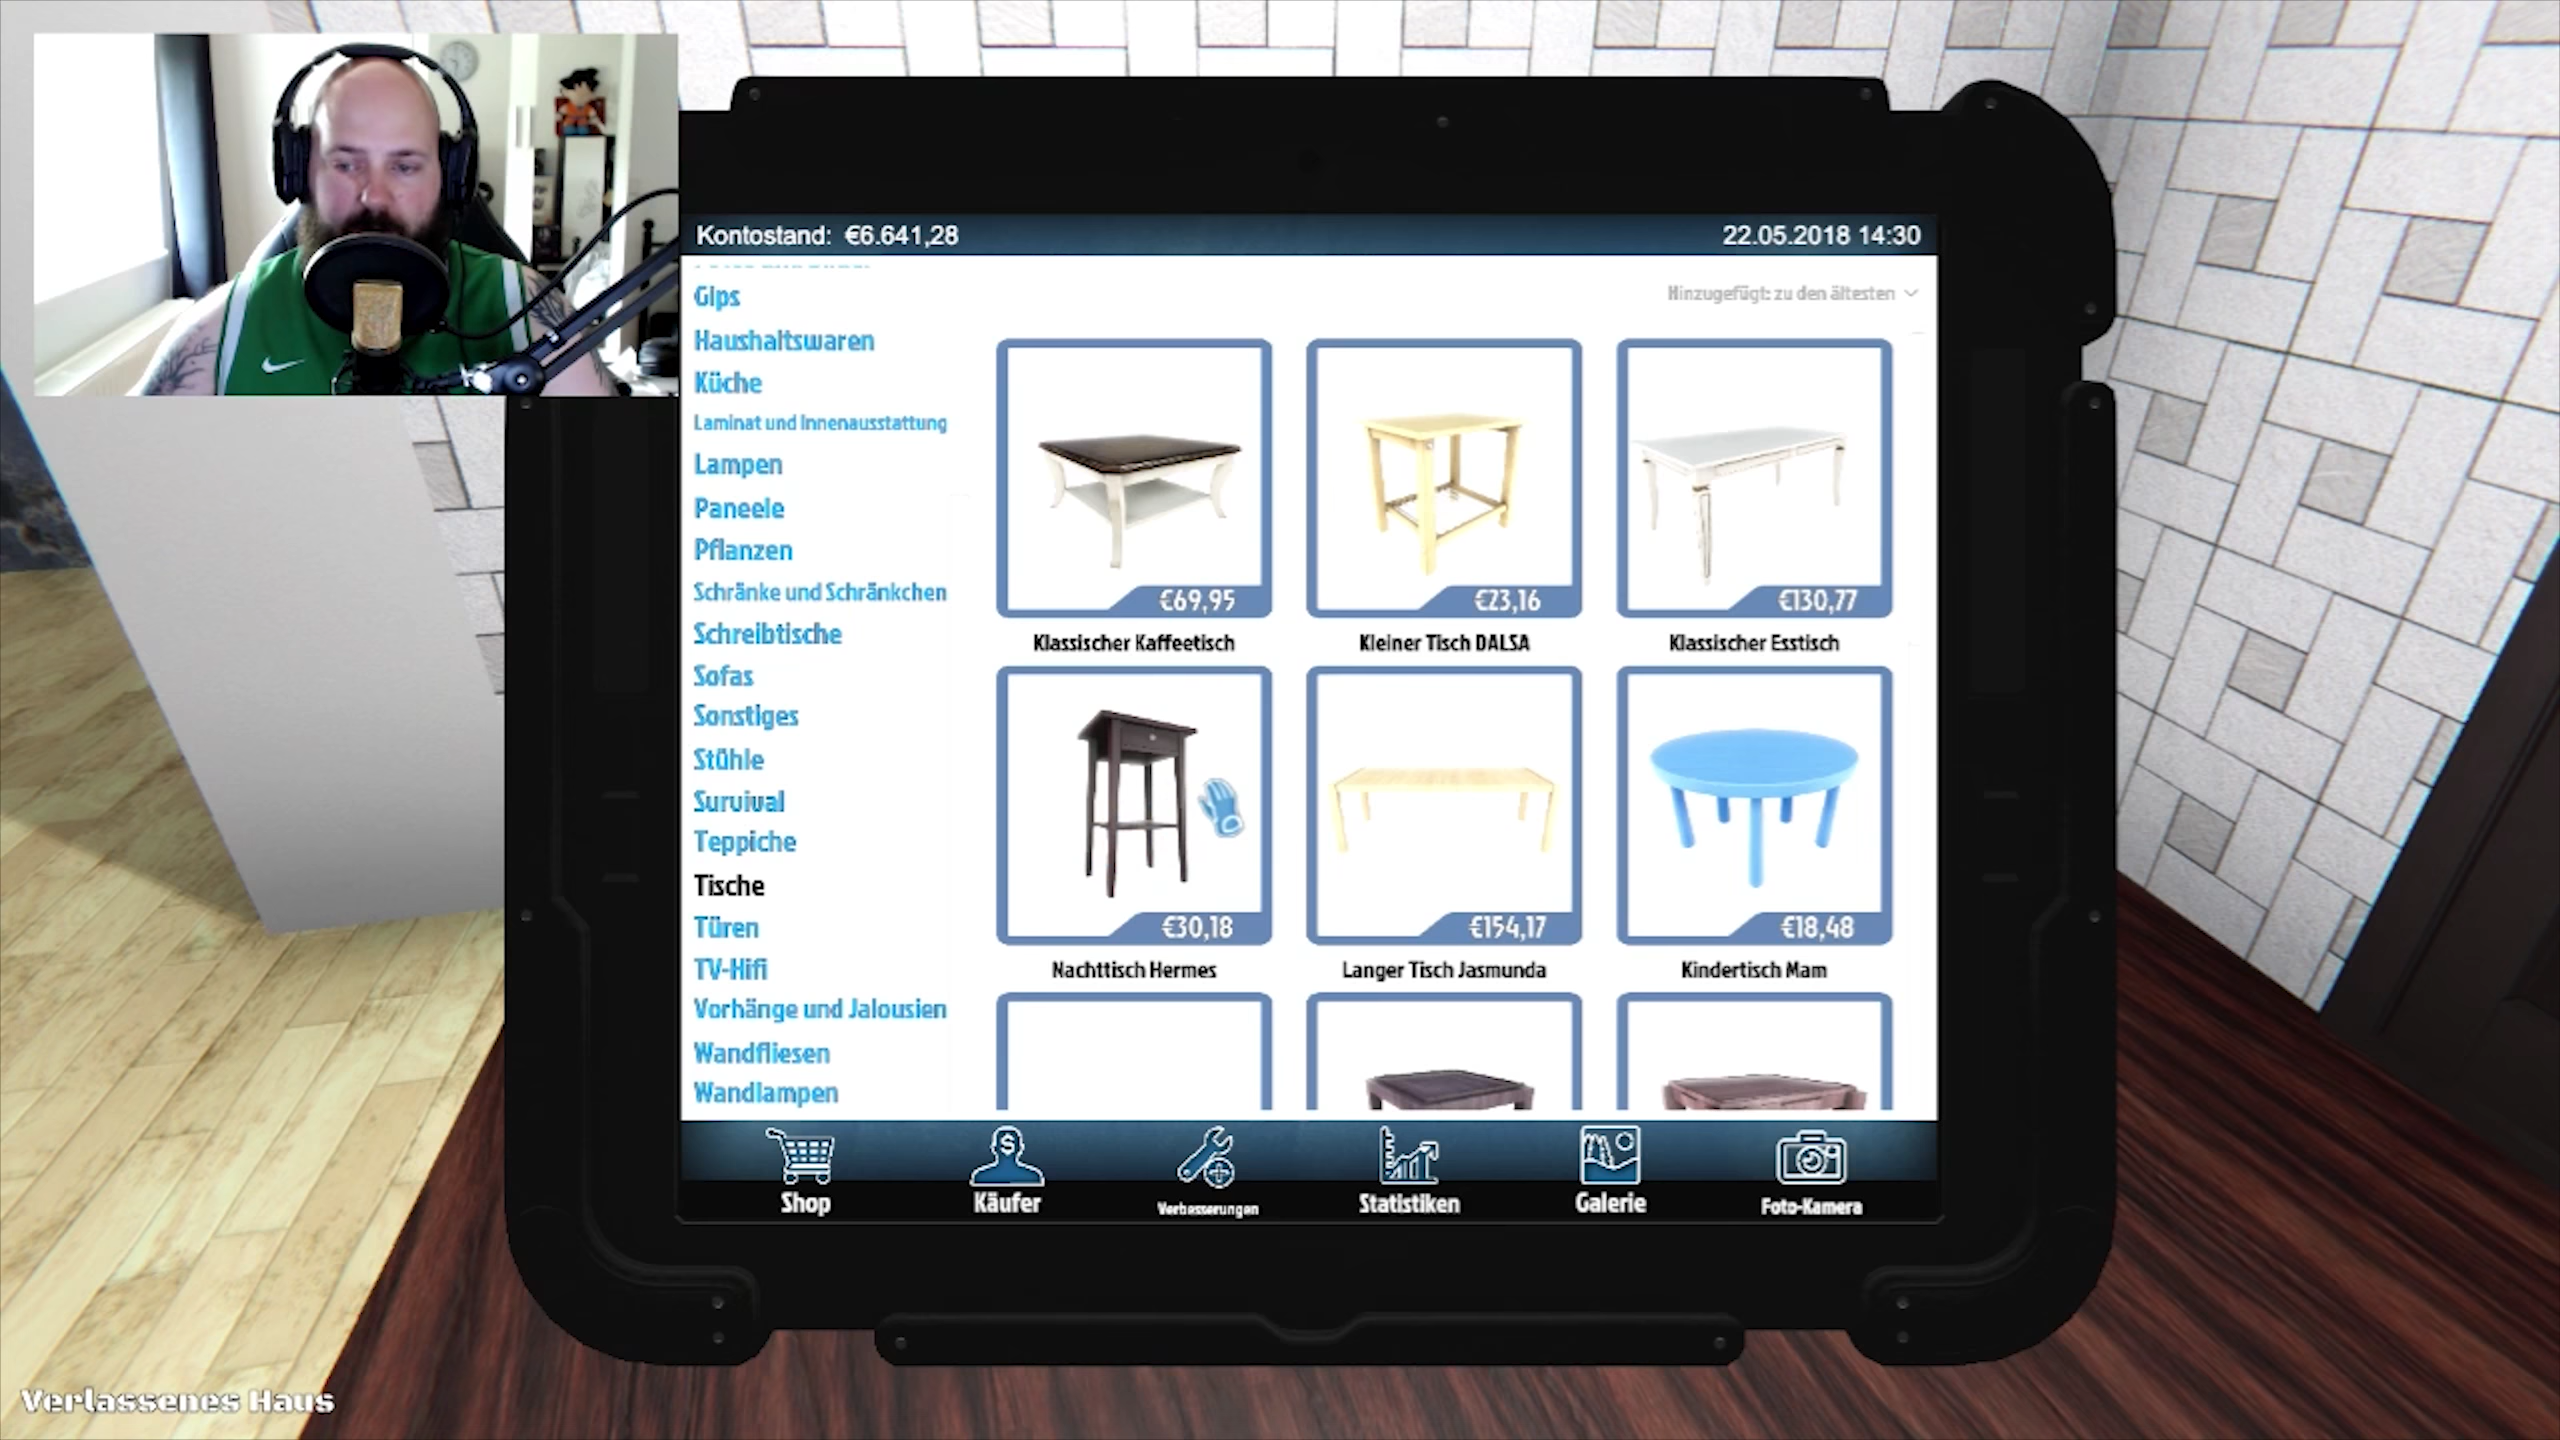 Kontostand: €6.641,28
22.05.2018 14:30
Hinzugefügt: zu den ältesten
Gips
Haushaltswaren
Küche
Laminat und Innenausstattung
Lampen
Paneele
Pflanzen
Schränke und Schränkchen
Schreibtische
Sofas
Sonstiges
Stühle
Survival
Teppiche
Tische
Türen
TV-Hifi
Vorhänge und Jalousien
Wandfliesen
Wandlampen
€69,95
€23,16
€130,77
Klassischer Kaffeetisch
Kleiner Tisch DALSA
Klassischer Esstisch
€30,18
€154,17
€18,48
Nachttisch Hermes
Langer Tisch Jasmunda
Kindertisch Mam
Shop
Käufer
Verbesserungen
Statistiken
Galerie
Foto-Kamera
Verlassenes Haus